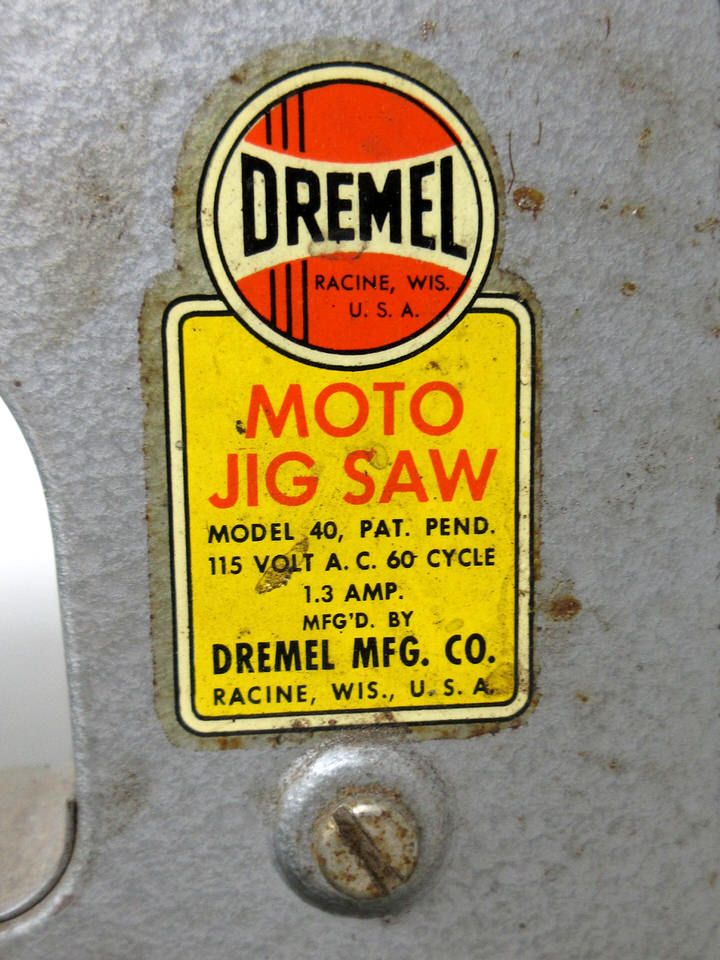 DREMEL
RACINE, WIS.
U. S. A.
MOTO
JIG SAW
MODEL 40, PAT. PEND.
115 VOLT A. C. 60 CYCLE
1.3 AMP.
MFG'D. BY
DREMEL MFG. CO.
RACINE, WIS., U. S. A.